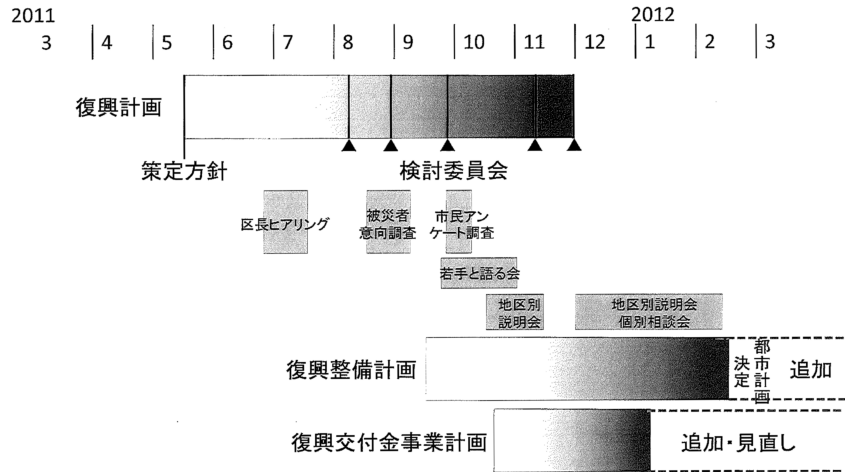 2011
2012
3 4 5 6 7 8 9 10 11 12 1 2 3
復興計画
策定方針
検討委員会
区長ヒアリング
被災者
意向調査
市民アン
ケート調査
若手と語る会
地区別
説明会
地区別説明会
個別相談会
復興整備計画
都市計画
決定
追加
復興交付金事業計画
追加・見直し